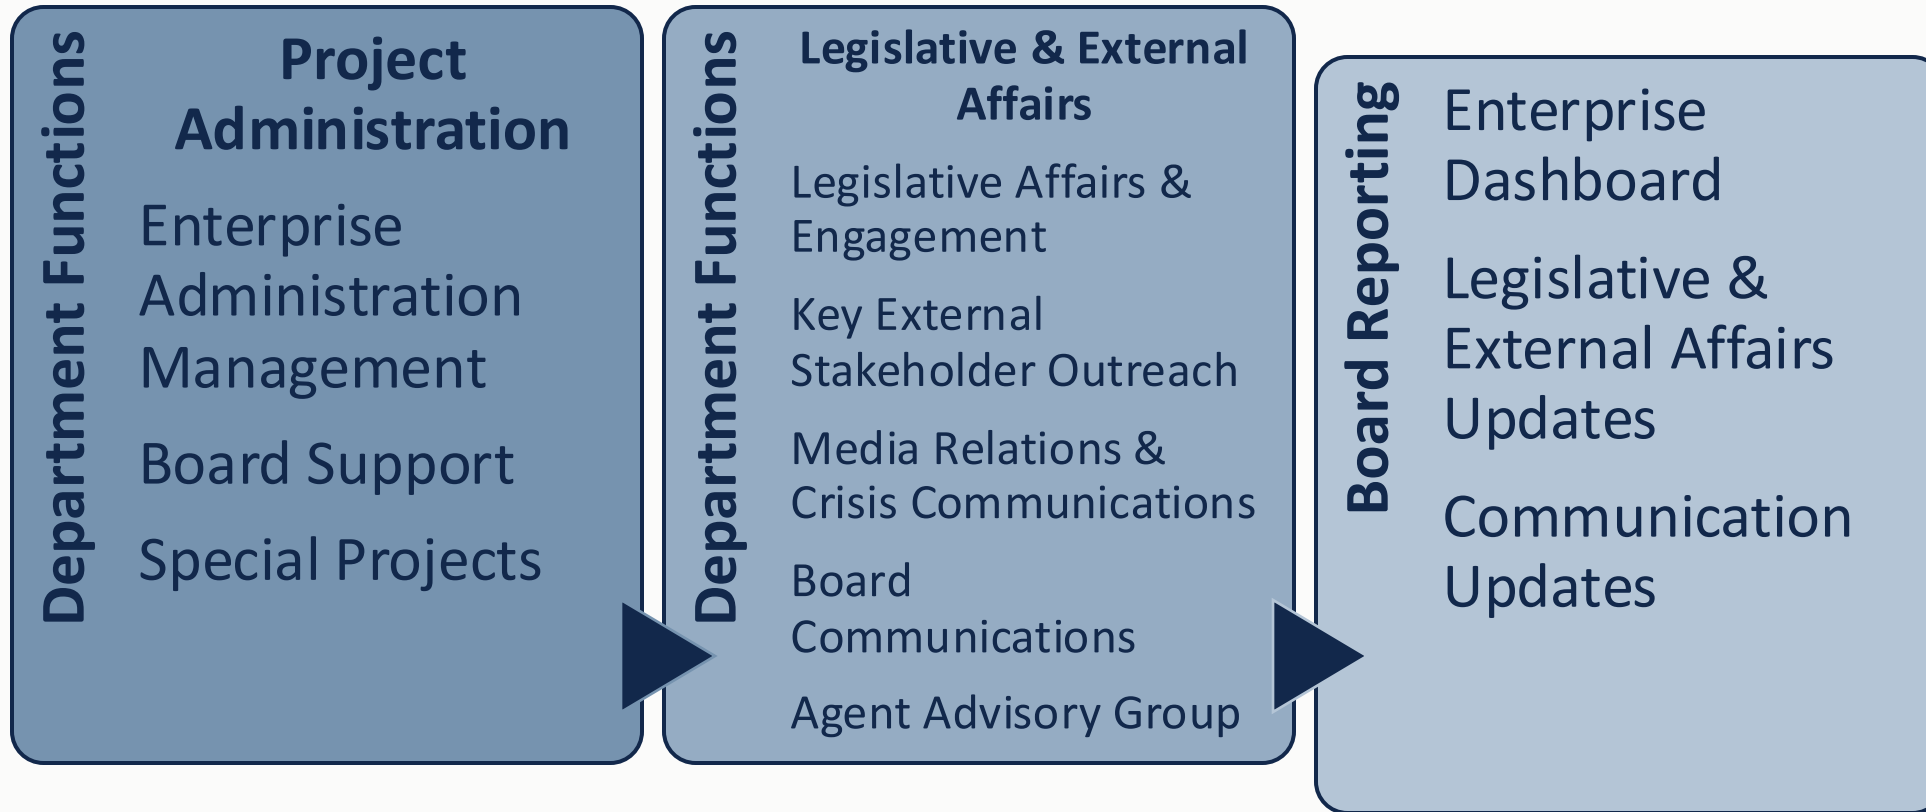 Department Functions
Project
Administration
Enterprise
Administration
Management
Board Support
Special Projects
Department Functions
Legislative & External
Affairs
Legislative Affairs &
Engagement
Key External
Stakeholder Outreach
Media Relations &
Crisis Communications
Board
Communications
Agent Advisory Group
Board Reporting
Enterprise
Dashboard
Legislative &
External Affairs
Updates
Communication
Updates